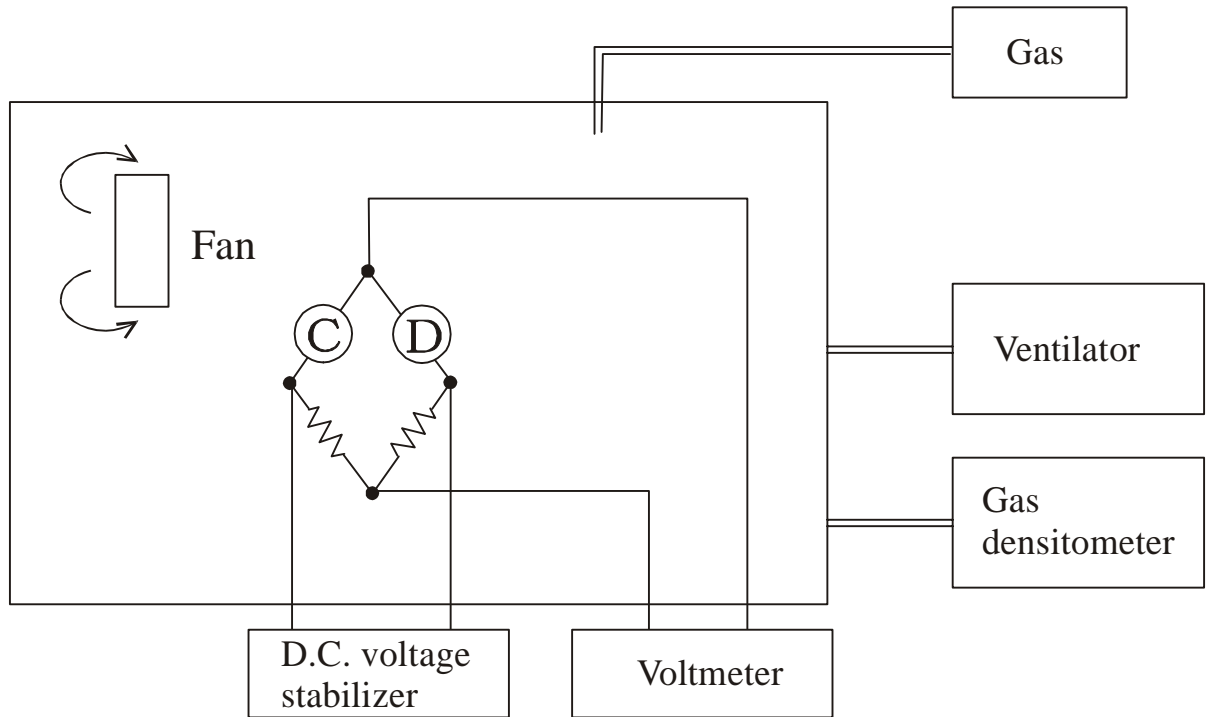 Gas
Fan
C
D
Ventilator
Gas
densitometer
D.C. voltage
stabilizer
Voltmeter